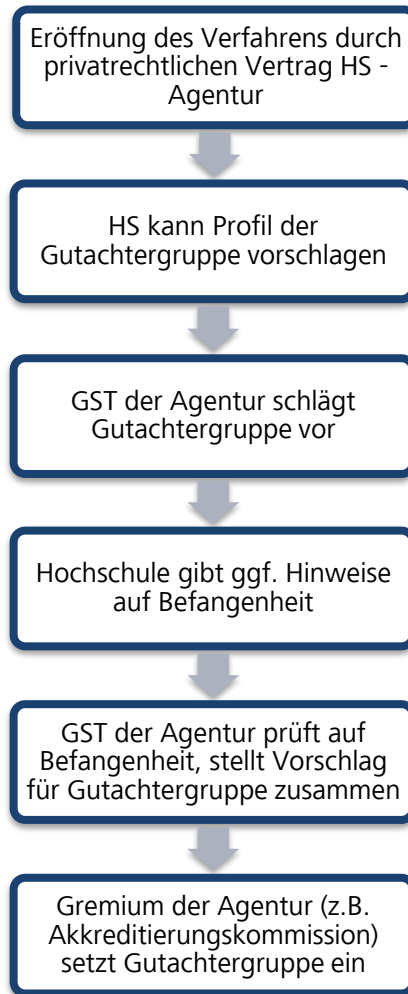 Eröffnung des Verfahrens durch
privatrechtlichen Vertrag HS -
Agentur
HS kann Profil der
Gutachtergruppe vorschlagen
GST der Agentur schlägt
Gutachtergruppe vor
Hochschule gibt ggf. Hinweise
auf Befangenheit
GST der Agentur prüft auf
Befangenheit, stellt Vorschlag
für Gutachtergruppe zusammen
Gremium der Agentur (z.B.
Akkreditierungskommission)
setzt Gutachtergruppe ein